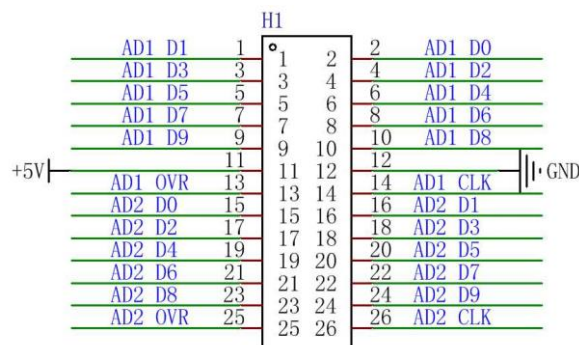 H1
AD1 D1 1 1 2 2 AD1 D0
AD1 D3 3 3 4 4 AD1 D2
AD1 D5 5 5 6 6 AD1 D4
AD1 D7 7 7 8 8 AD1 D6
AD1 D9 9 9 10 10 AD1 D8
+5V 11 11 12 12 GND
AD1 OVR 13 13 14 14 AD1 CLK
AD2 D0 15 15 16 16 AD2 D1
AD2 D2 17 17 18 18 AD2 D3
AD2 D4 19 19 20 20 AD2 D5
AD2 D6 21 21 22 22 AD2 D7
AD2 D8 23 23 24 24 AD2 D9
AD2 OVR 25 25 26 26 AD2 CLK